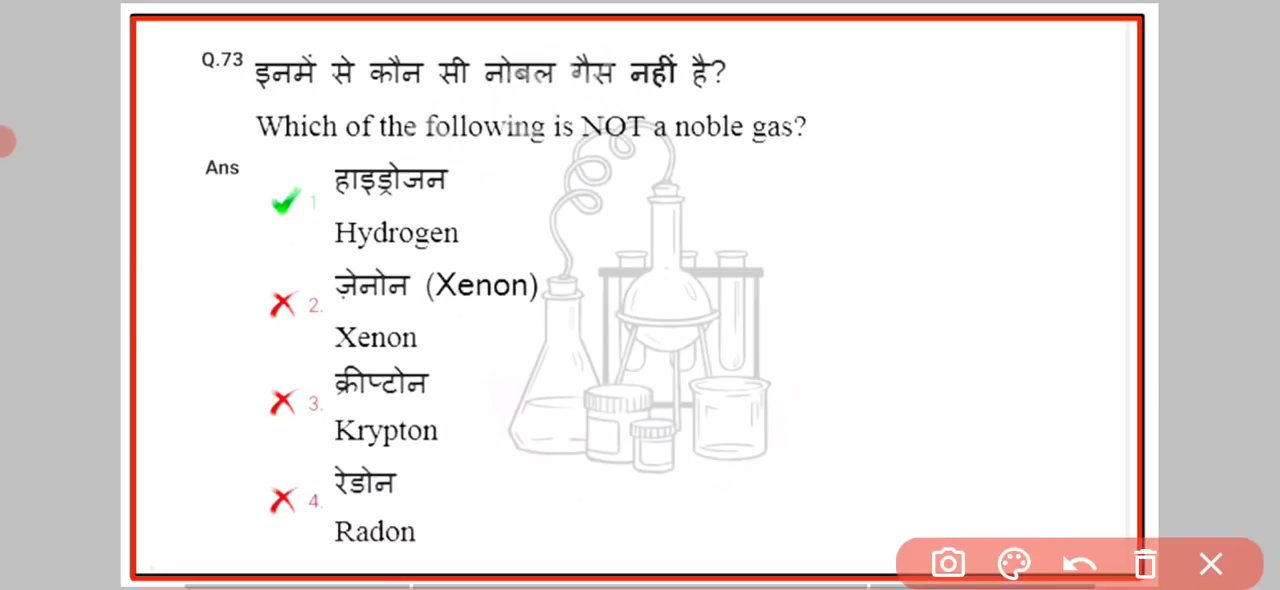 Q.73 इनमें से कौन सी नोबल गैस नहीं है?
Which of the following is NOT a noble gas?
Ans
1
हाइड्रोजन
Hydrogen
2. ज़ेनोन (Xenon)
Xenon
3. क्रीप्टोन
Krypton
4. रेडोन
Radon